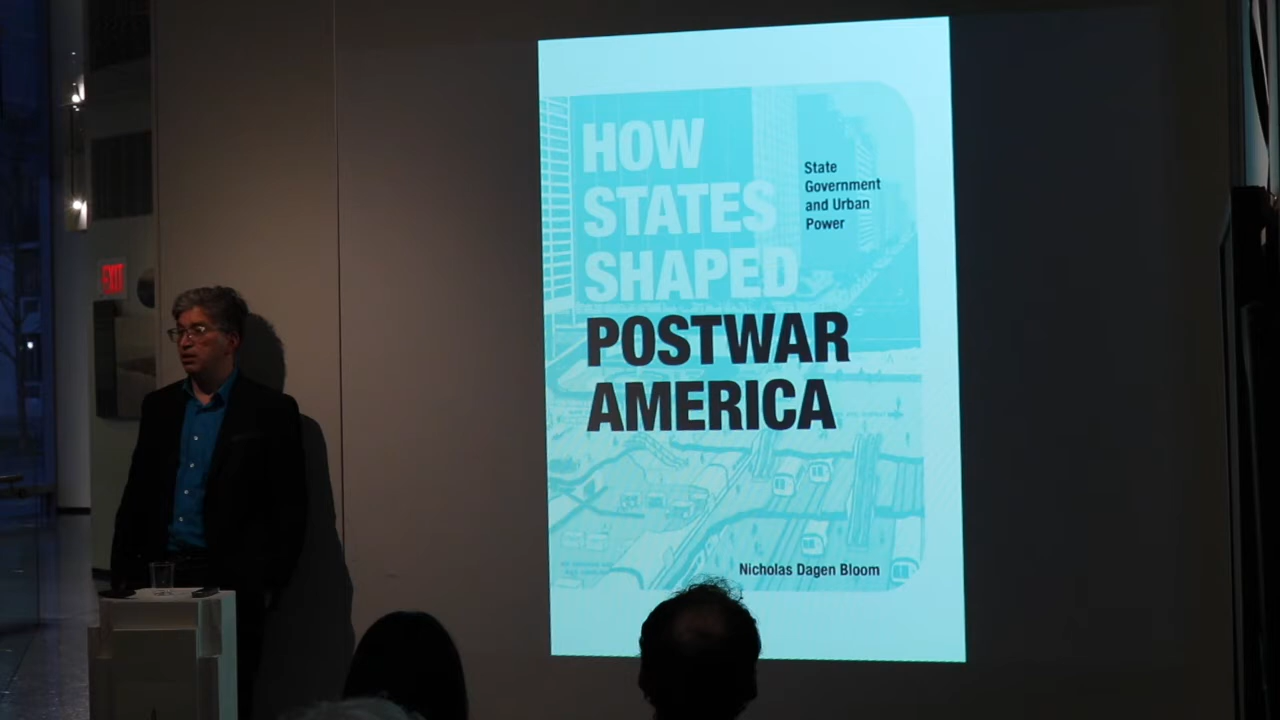 EXIT
HOW
STATES
SHAPED
POSTWAR
AMERICA
State
Government
and Urban
Power
Nicholas Dagen Bloom